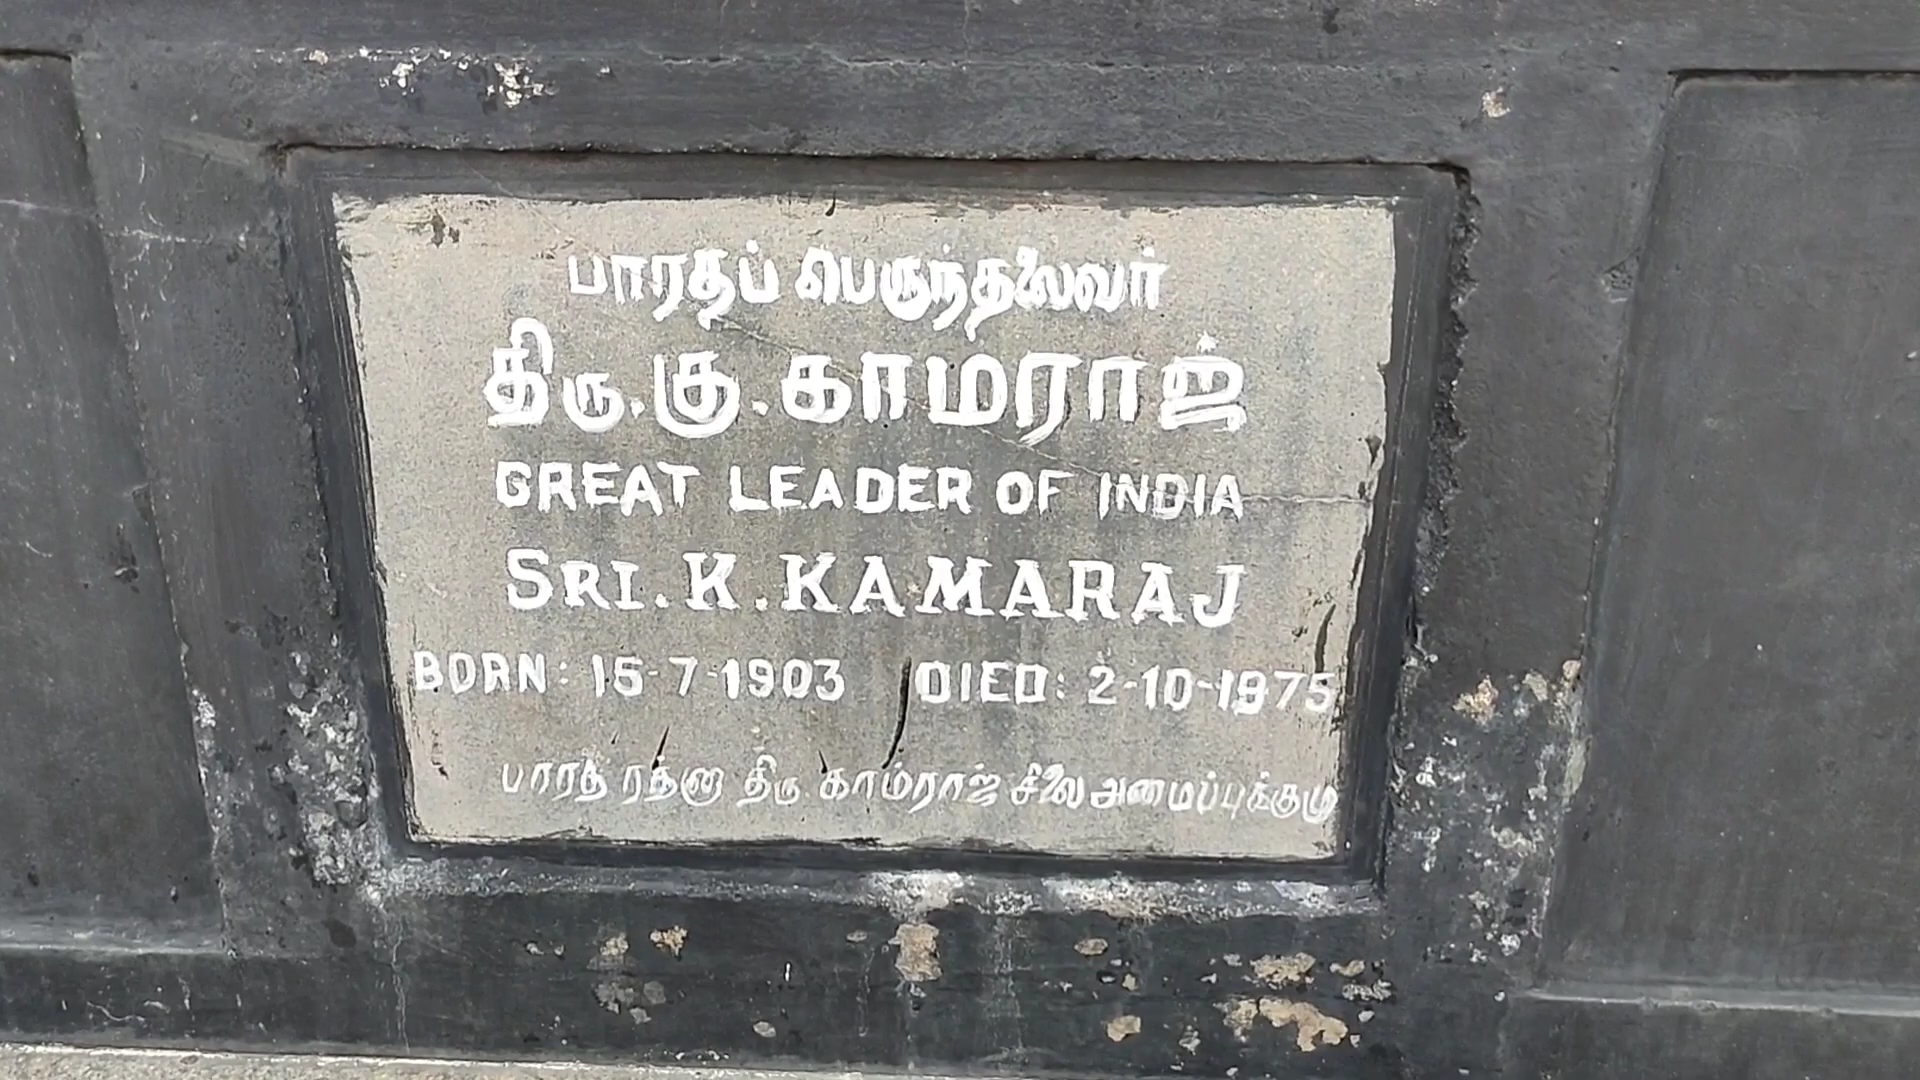 பாரதப் பெருந்தலைவர்
திரு.கு.காமராஜ்
GREAT LEADER OF INDIA
SRI.K.KAMARAJ
BORN: 15-7-1903 DIED: 2-10-1975
பாரத் ரத்னா திரு. காமராஜ் சிலை அமைப்புக்குழு